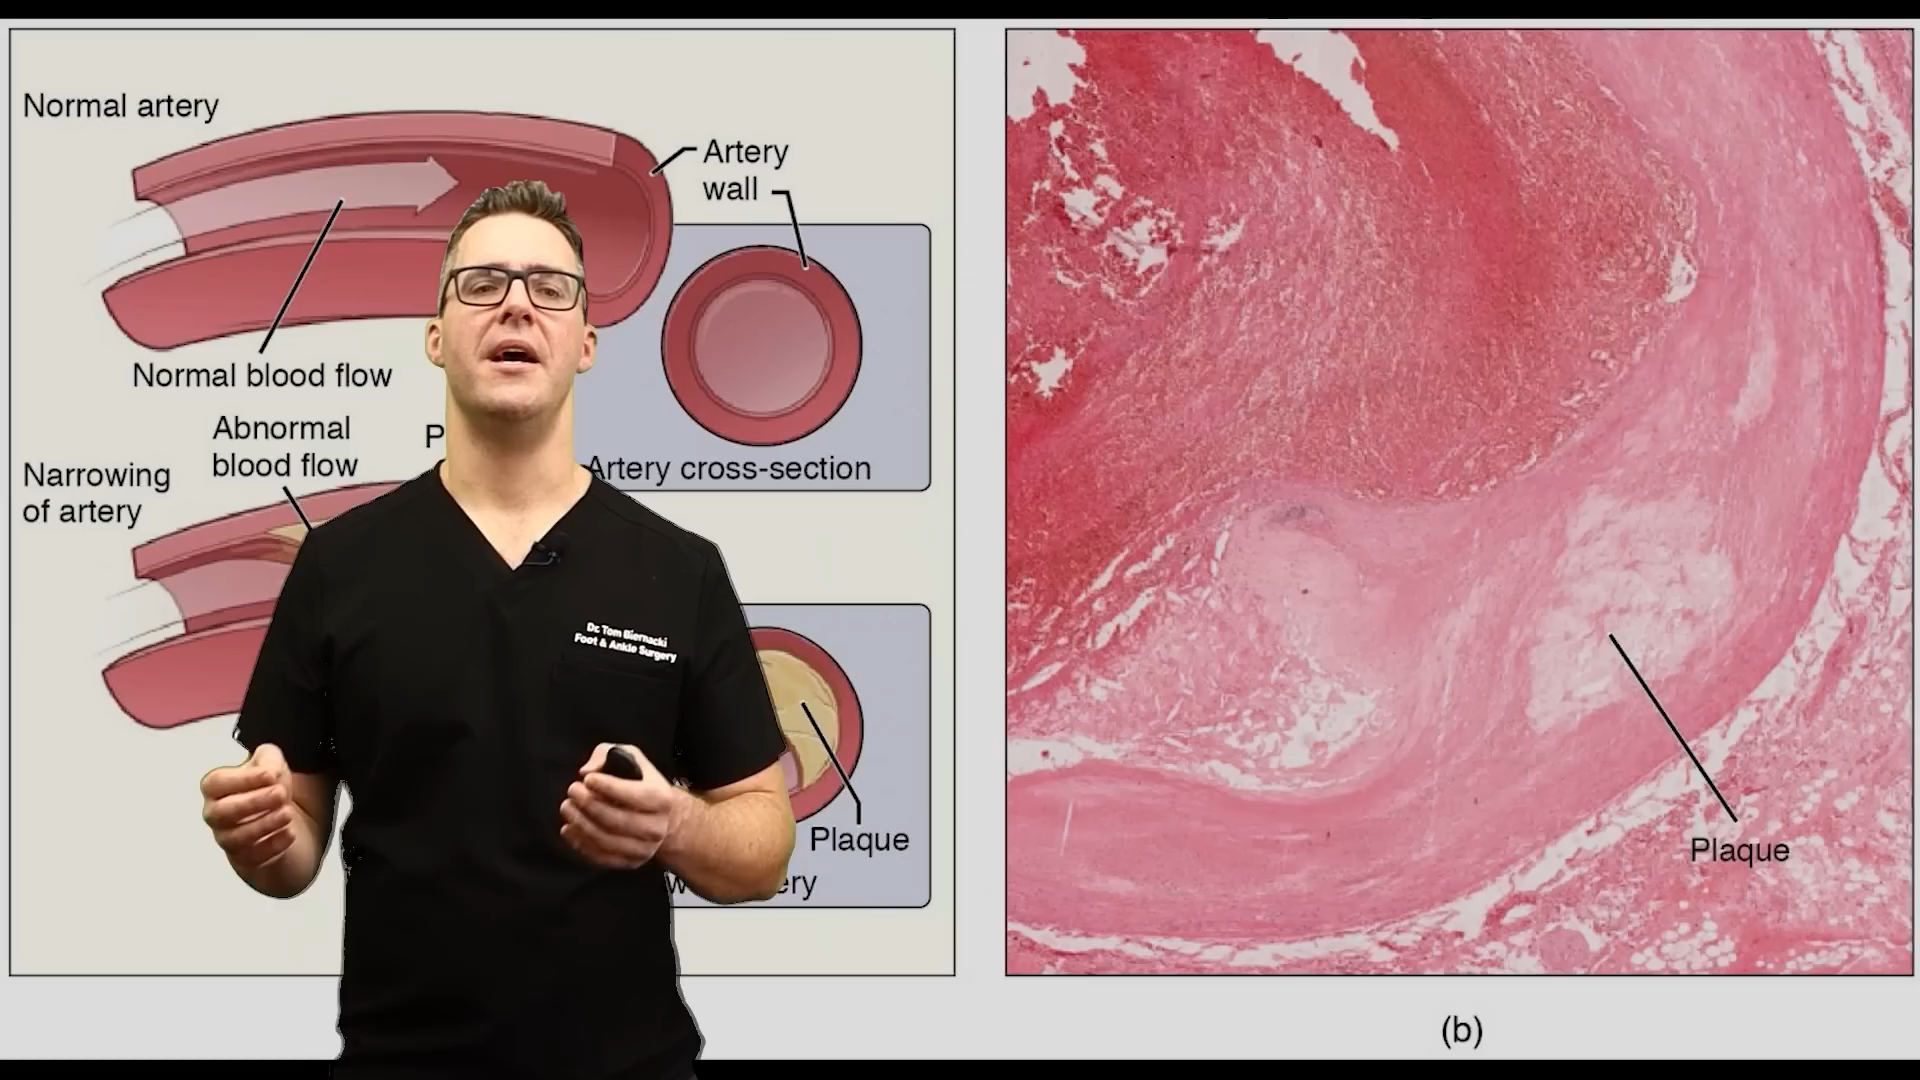 Normal artery
Artery
wall
Normal blood flow
Abnormal
blood flow
Artery cross-section
Narrowing
of artery
Dr. Tom Biernacki
Foot & Ankle Surgery
Plaque
Plaque
(b)